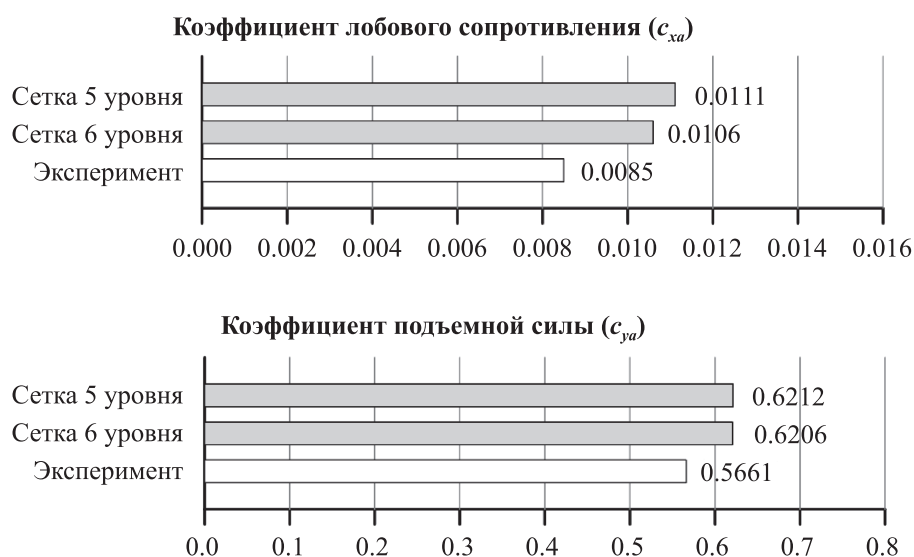 Коэффициент лобового сопротивления (cxa)
Сетка 5 уровня 0.0111
Сетка 6 уровня 0.0106
Эксперимент 0.0085
0.000 0.002 0.004 0.006 0.008 0.010 0.012 0.014 0.016
Коэффициент подъемной силы (cya)
Сетка 5 уровня 0.6212
Сетка 6 уровня 0.6206
Эксперимент 0.5661
0.0 0.1 0.2 0.3 0.4 0.5 0.6 0.7 0.8